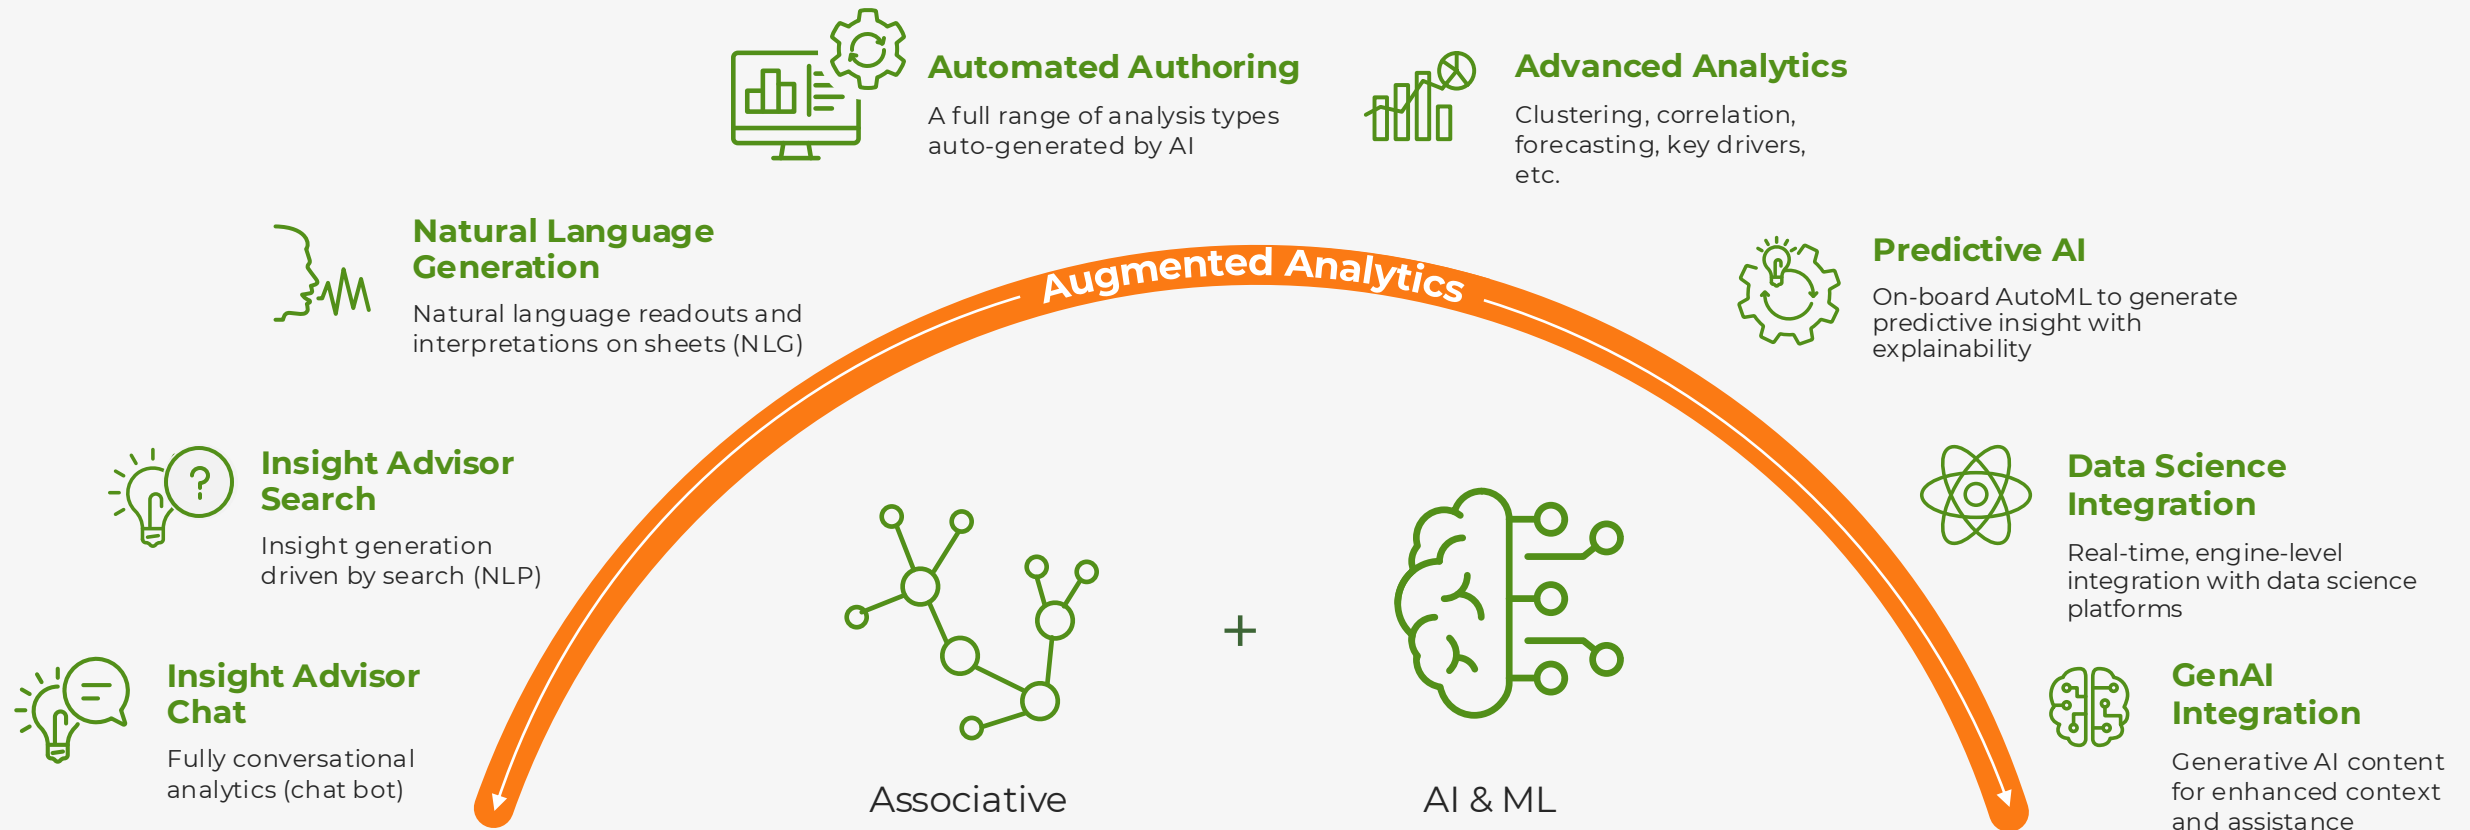 Automated Authoring
A full range of analysis types
auto-generated by AI
Advanced Analytics
Clustering, correlation,
forecasting, key drivers,
etc.
Natural Language
Generation
Natural language readouts and
interpretations on sheets (NLG)
Augmented Analytics
Predictive AI
On-board AutoML to generate
predictive insight with
explainability
Insight Advisor
Search
Insight generation
driven by search (NLP)
?
Data Science
Integration
Real-time, engine-level
integration with data science
platforms
Insight Advisor
Chat
Fully conversational
analytics (chat bot)
+
Associative
AI & ML
GenAI
Integration
Generative AI content
for enhanced context
and assistance